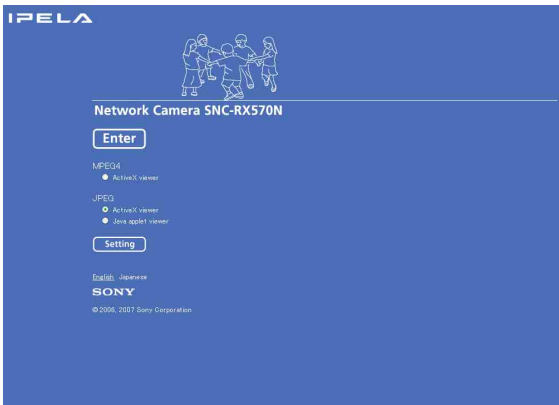 IPELA
Network Camera SNC-RX570N
Enter
MPEG4
ActiveX viewer
JPEG
ActiveX viewer
Java applet viewer
Setting
English Japanese
SONY
© 2006, 2007 Sony Corporation